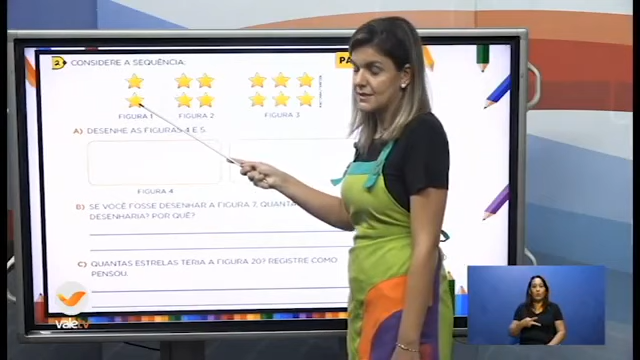 2 CONSIDERE A SEQUÊNCIA:
FIGURA 1 FIGURA 2 FIGURA 3
A) DESENHE AS FIGURAS 4 E 5.
FIGURA 4
B) SE VOCÊ FOSSE DESENHAR A FIGURA 7,
DESENHARIA? POR QUÊ?
C) QUANTAS ESTRELAS TERIA A FIGURA 20? REGISTRE COMO
PENSOU.
vale tv